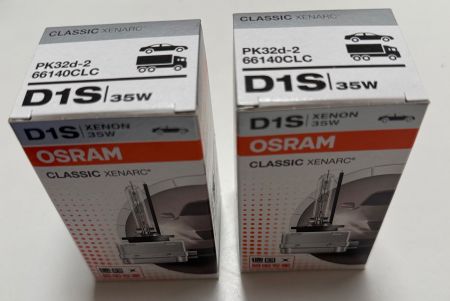 CLASSIC XENARC®
PK32d-2
66140CLC
D1S 35W
D1S XENON 35W
OSRAM
CLASSIC XENARC®
CLASSIC XENARC®
PK32d-2
66140CLC
D1S 35W
D1S XENON 35W
OSRAM
CLASSIC XENARC®